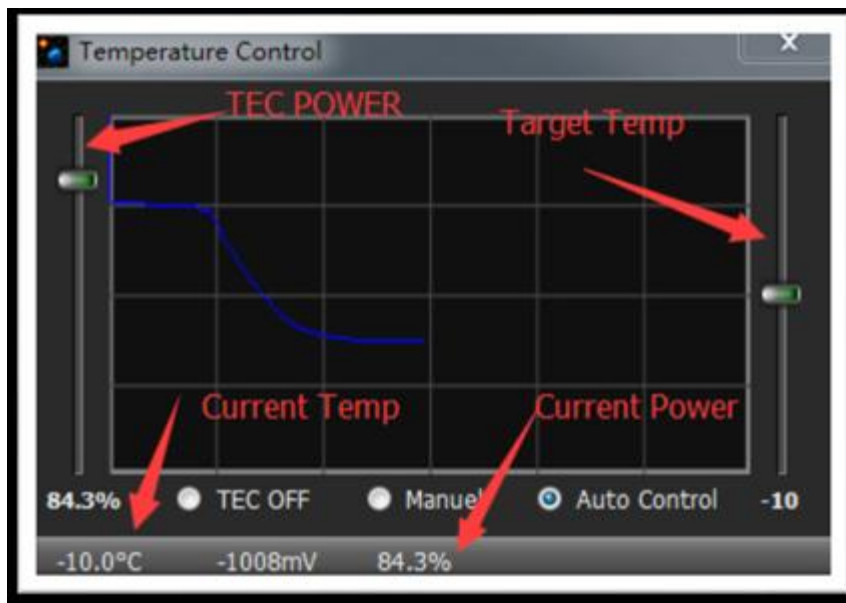 Temperature Control
x
TEC POWER
Target Temp
Current Temp
Current Power
84.3%
TEC OFF
Manuel
Auto Control
-10
-10.0°C
-1008mV
84.3%